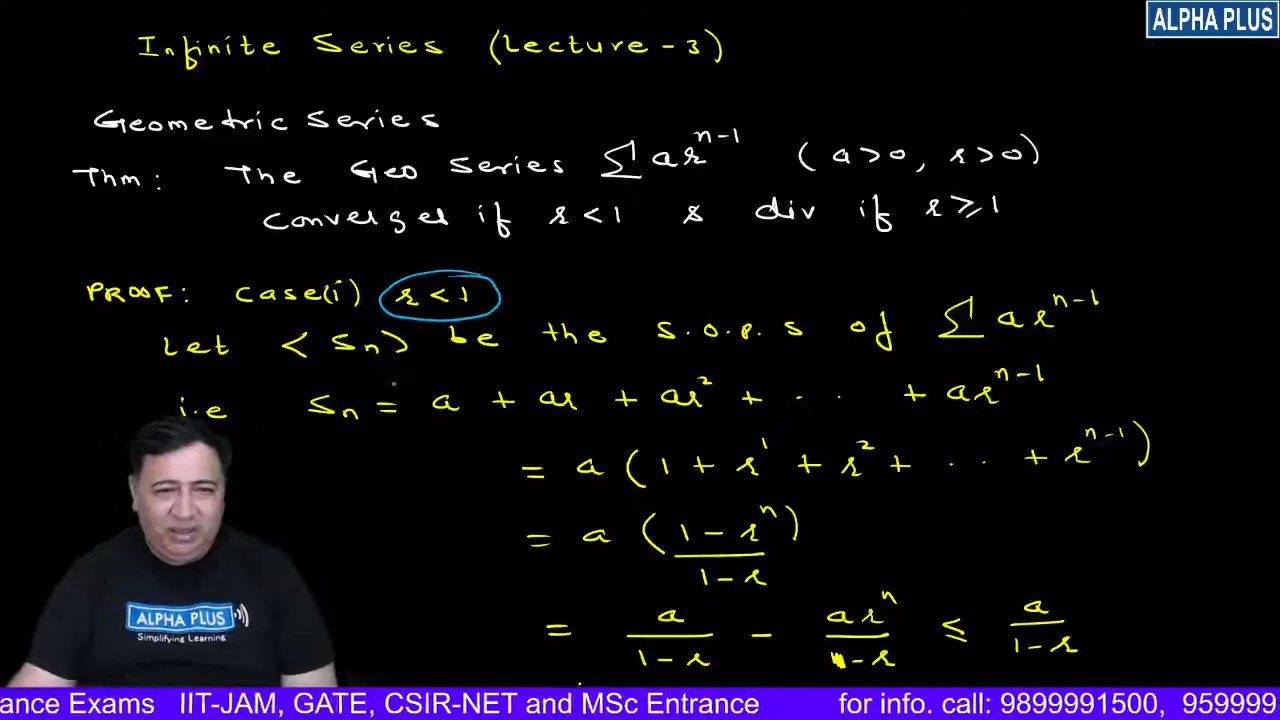 ALPHA PLUS
Infinite Series (Lecture - 3)
Geometric Series
Thm: The Geo Series ∑ ar^{n-1} (a>0, r>0)
Converges if r < 1 & div if r ≥ 1
PROOF: Case(i) r < 1
Let <Sn> be the s.o.p.s of ∑ ar^{n-1}
i.e Sn = a + ar + ar² + .. + ar^{n-1}
= a (1 + r^1 + r² + .. + r^{n-1})
= a ((1 - r^n)/(1 - r))
= a/(1 - r) - ar^n/(1 - r) ≤ a/(1 - r)
ALPHA PLUS
Simplifying Learning
ance Exams IIT-JAM, GATE, CSIR-NET and MSc Entrance for info. call: 9899991500, 959999